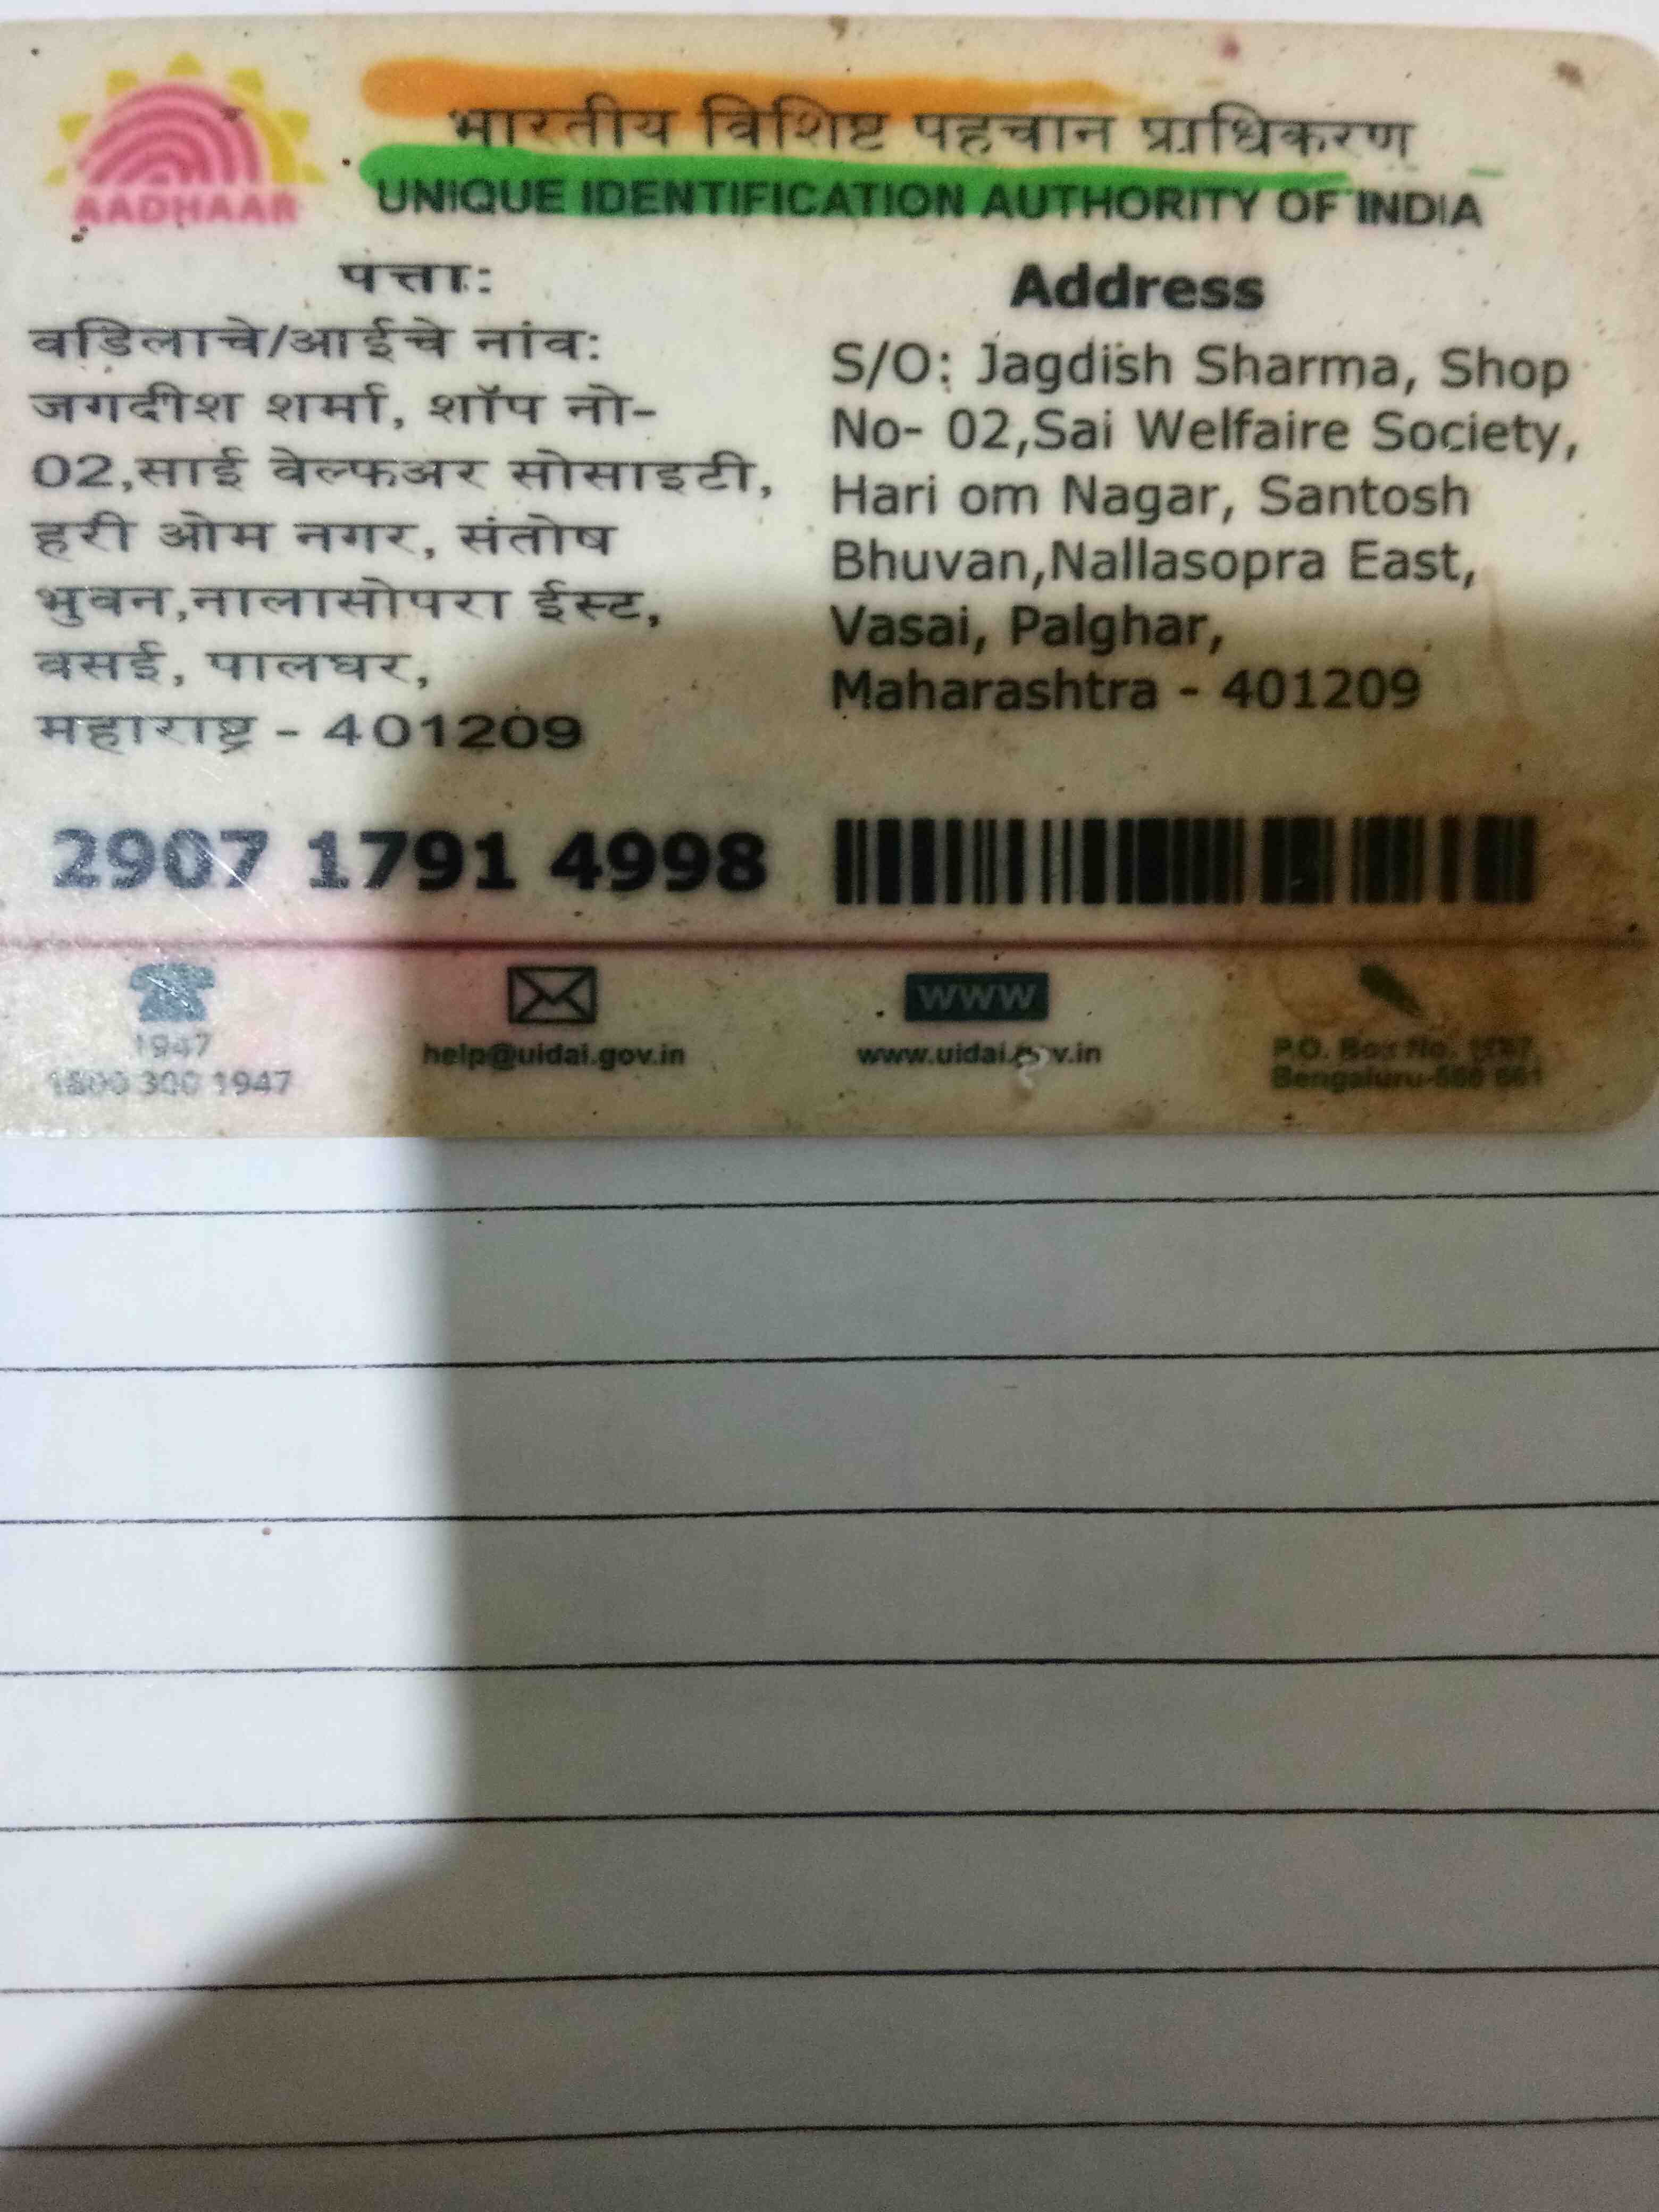 भारतीय विशिष्ट पहचान प्राधिकरण
AADHAAR
UNIQUE IDENTIFICATION AUTHORITY OF INDIA
पत्ता:
वडिलाचे/आईचे नांव:
जगदीश शर्मा, शॉप नो-
02,साई वेल्फअर सोसाइटी,
हरी ओम नगर, संतोष
भुवन,नालासोपरा ईस्ट,
वसई, पालघर,
महाराष्ट्र - 401209
Address
S/O: Jagdish Sharma, Shop
No- 02,Sai Welfaire Society,
Hari om Nagar, Santosh
Bhuvan,Nallasopra East,
Vasai, Palghar,
Maharashtra - 401209
2907 1791 4998
1947
1800 300 1947
help@uidai.gov.in
www
www.uidai.gov.in
P.O. Box No. 1947,
Bengaluru-560 001